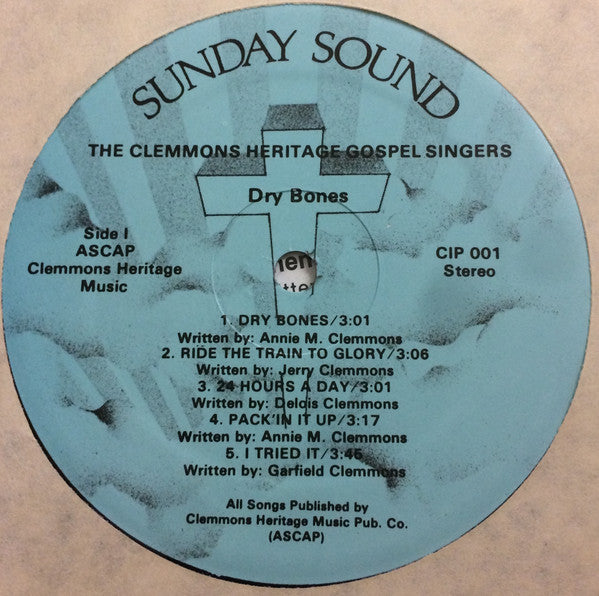 SUNDAY SOUND
THE CLEMMONS HERITAGE GOSPEL SINGERS
Dry Bones
Side I
ASCAP
Clemmons Heritage
Music
CIP 001
Stereo
1. DRY BONES/3:01
Written by: Annie M. Clemmons
2. RIDE THE TRAIN TO GLORY/3:06
Written by: Jerry Clemmons
3. 24 HOURS A DAY/3:01
Written by: Delois Clemmons
4. PACK'IN IT UP/3:17
Written by: Annie M. Clemmons
5. I TRIED IT/3:45
Written by: Garfield Clemmons
All Songs Published by
Clemmons Heritage Music Pub. Co.
(ASCAP)